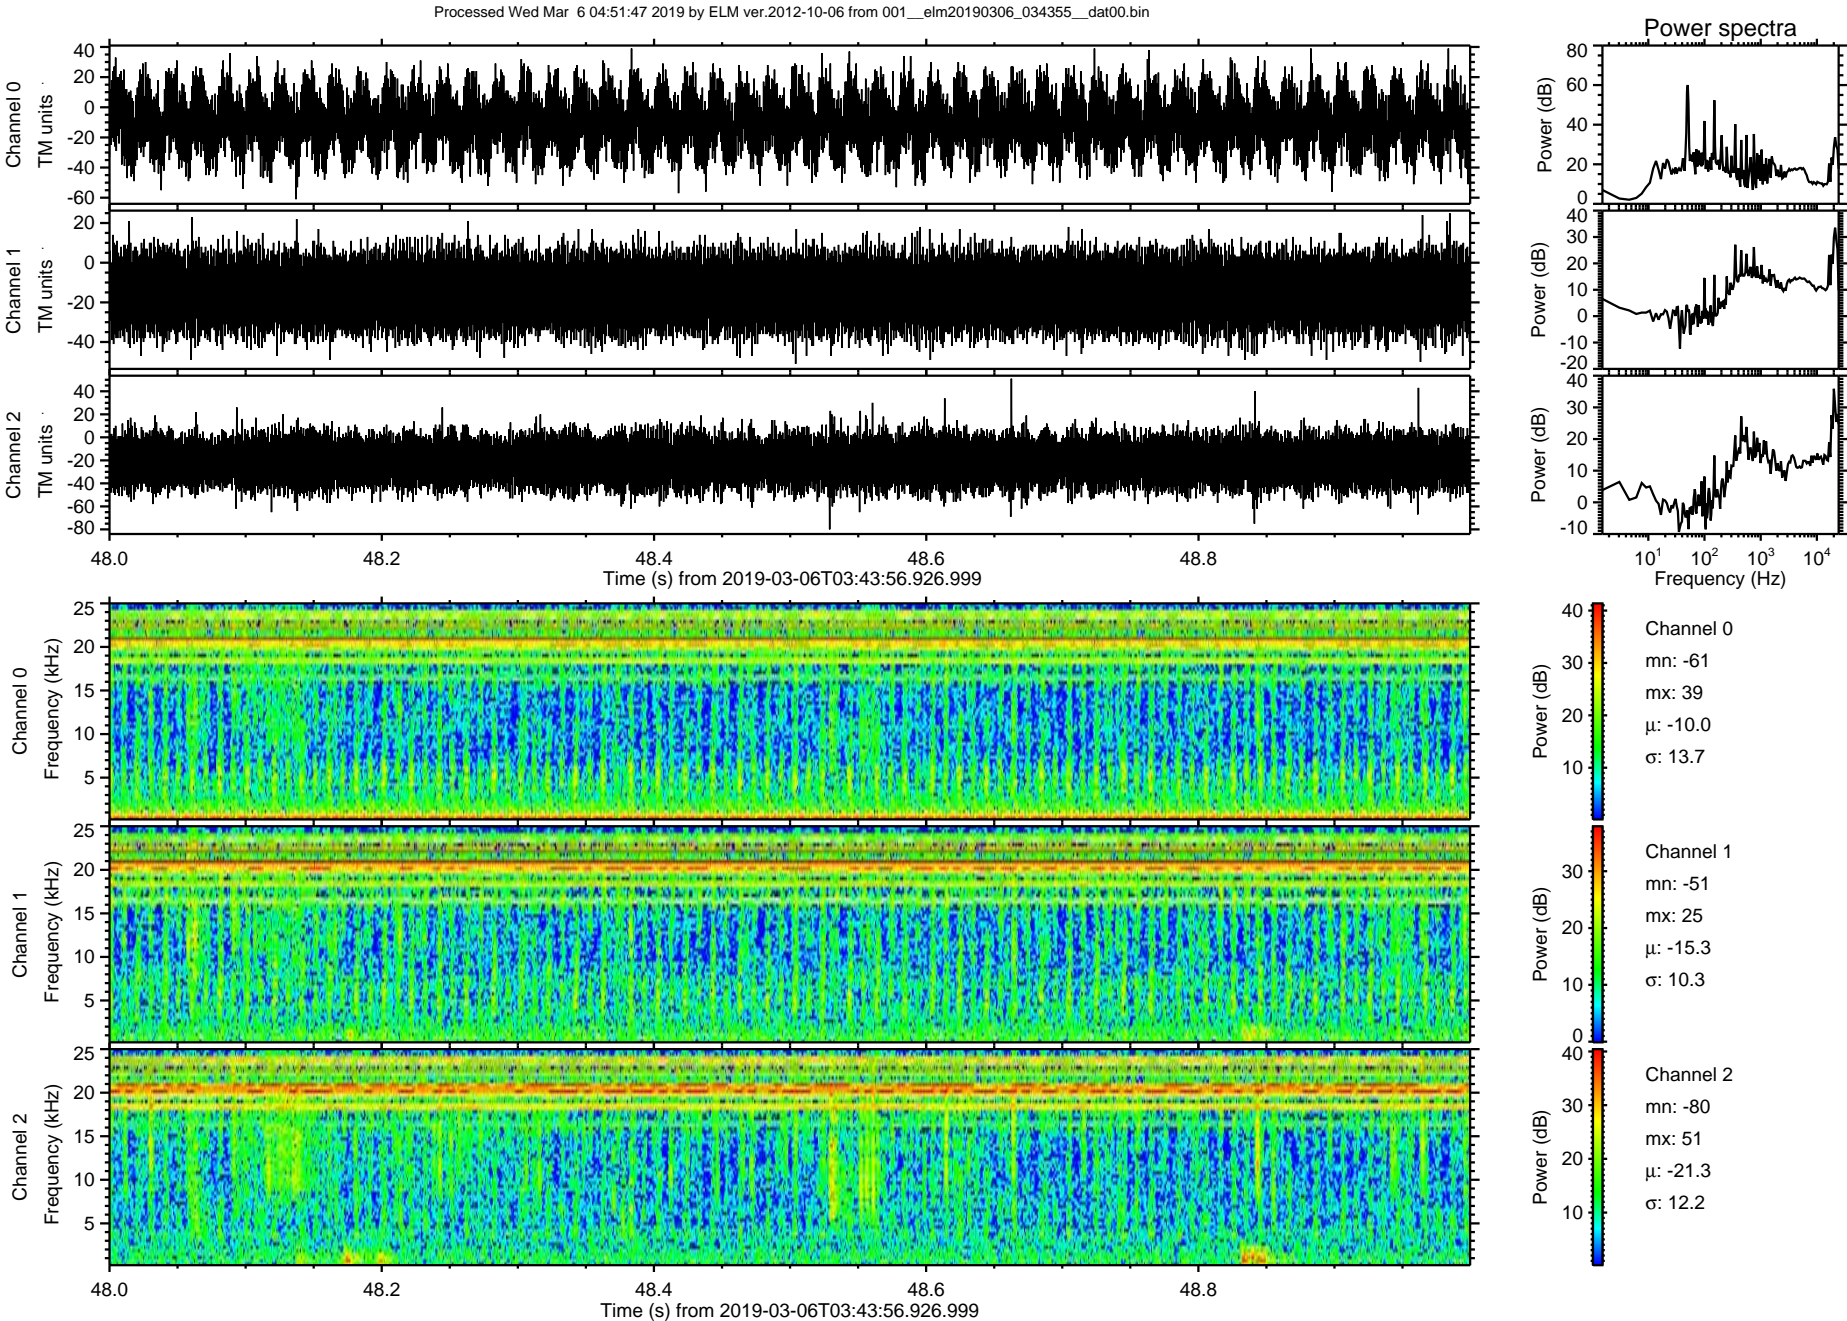 Processed Wed Mar  6 04:51:47 2019 by ELM ver.2012-10-06 from 001__elm20190306_034355__dat00.bin
Power spectra
Channel 0
TM units
40
20
0
-20
-40
-60
Power (dB)
80
60
40
20
0
Channel 1
TM units
20
0
-20
-40
Power (dB)
40
30
20
10
0
-10
-20
Channel 2
TM units
40
20
0
-20
-40
-60
-80
Power (dB)
40
30
20
10
0
-10
48.0 48.2 48.4 48.6 48.8
Time (s) from 2019-03-06T03:43:56.926.999
10¹ 10² 10³ 10⁴
Frequency (Hz)
Channel 0
Frequency (kHz)
25
20
15
10
5
Power (dB)
40
30
20
10
Channel 0
mn: -61
mx: 39
μ: -10.0
σ: 13.7
Channel 1
Frequency (kHz)
25
20
15
10
5
Power (dB)
30
20
10
0
Channel 1
mn: -51
mx: 25
μ: -15.3
σ: 10.3
Channel 2
Frequency (kHz)
25
20
15
10
5
Power (dB)
40
30
20
10
Channel 2
mn: -80
mx: 51
μ: -21.3
σ: 12.2
48.0 48.2 48.4 48.6 48.8
Time (s) from 2019-03-06T03:43:56.926.999